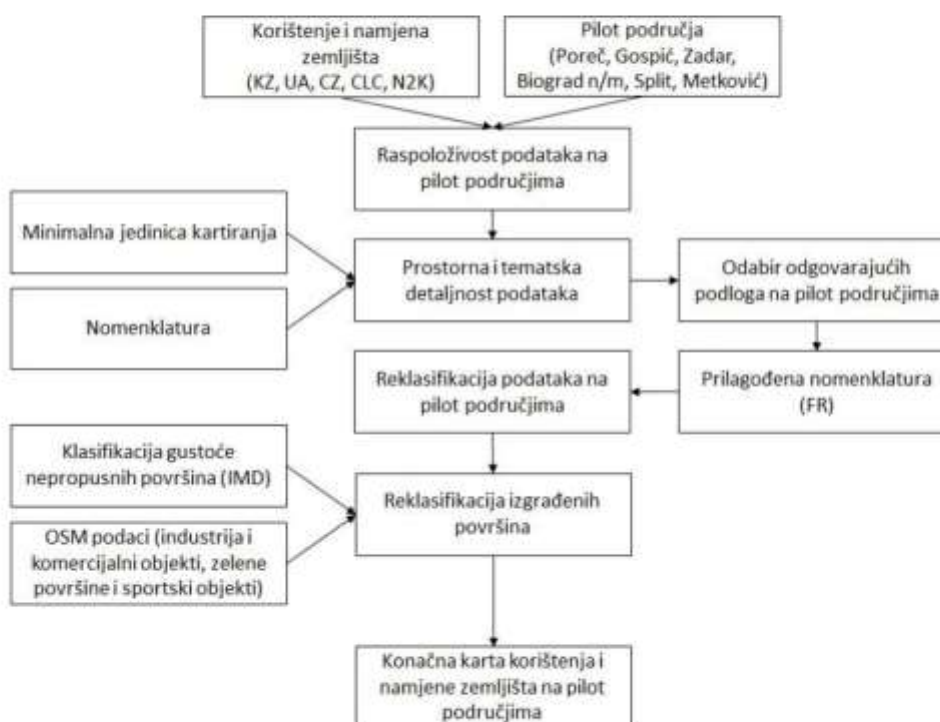 Korištenje i namjena
zemljišta
(KZ, UA, CZ, CLC, N2K)
Pilot područja
(Poreč, Gospić, Zadar,
Biograd n/m, Split, Metković)
Raspoloživost podataka na
pilot područjima
Minimalna jedinica kartiranja
Prostorna i tematska
detaljnost podataka
Odabir odgovarajućih
podloga na pilot područjima
Nomenklatura
Reklasifikacija podataka na
pilot područjima
Prilagođena nomenklatura
(FR)
Klasifikacija gustoće
nepropusnih površina (IMD)
Reklasifikacija izgrađenih
površina
OSM podaci (industrija i
komercijalni objekti, zelene
površine i sportski objekti)
Konačna karta korištenja i
namjene zemljišta na pilot
područjima